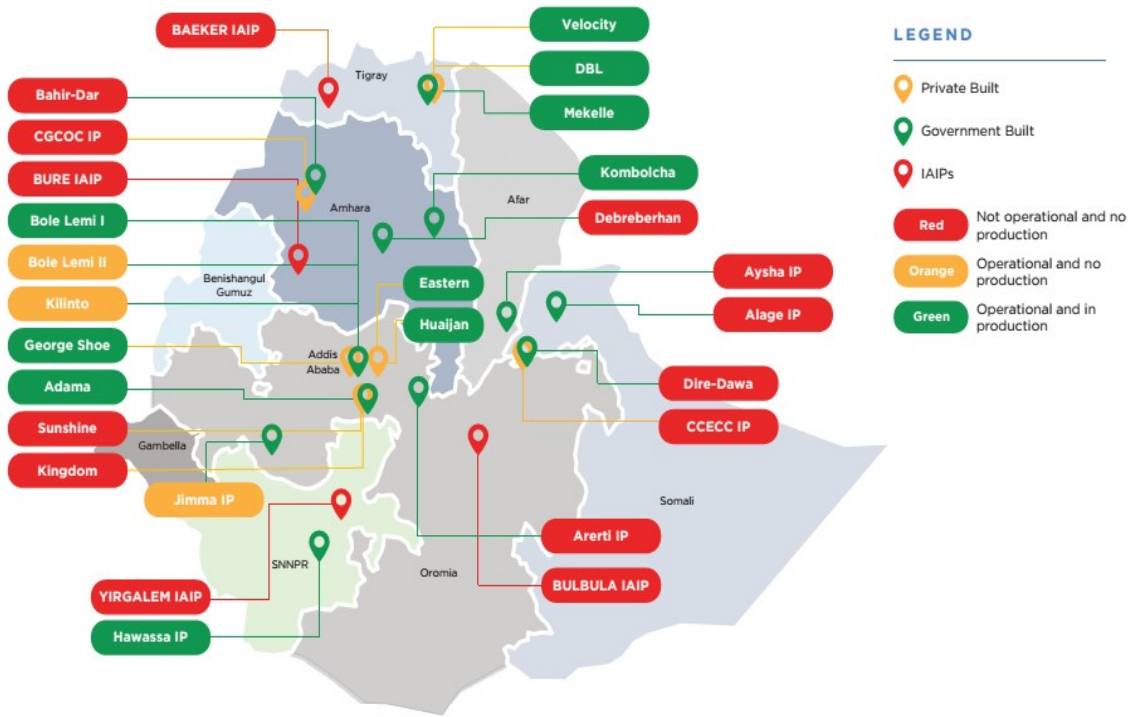 BAEKER IAIP
Velocity
DBL
Mekelle
Tigray
Bahir-Dar
CGCOC IP
BURE IAIP
Bole Lemi I
Bole Lemi II
Kilinto
George Shoe
Adama
Sunshine
Kingdom
Jimma IP
YIRGALEM IAIP
Hawassa IP
Kombolcha
Debreberhan
Amhara
Afar
Benishangul
Gumuz
Eastern
Huaijan
Addis
Ababa
Gambella
SNNPR
Oromia
Somali
Aysha IP
Alage IP
Dire-Dawa
CCECC IP
Arerti IP
BULBULA IAIP
LEGEND
Private Built
Government Built
IAIPs
Red
Not operational and no
production
Orange
Operational and no
production
Green
Operational and in
production